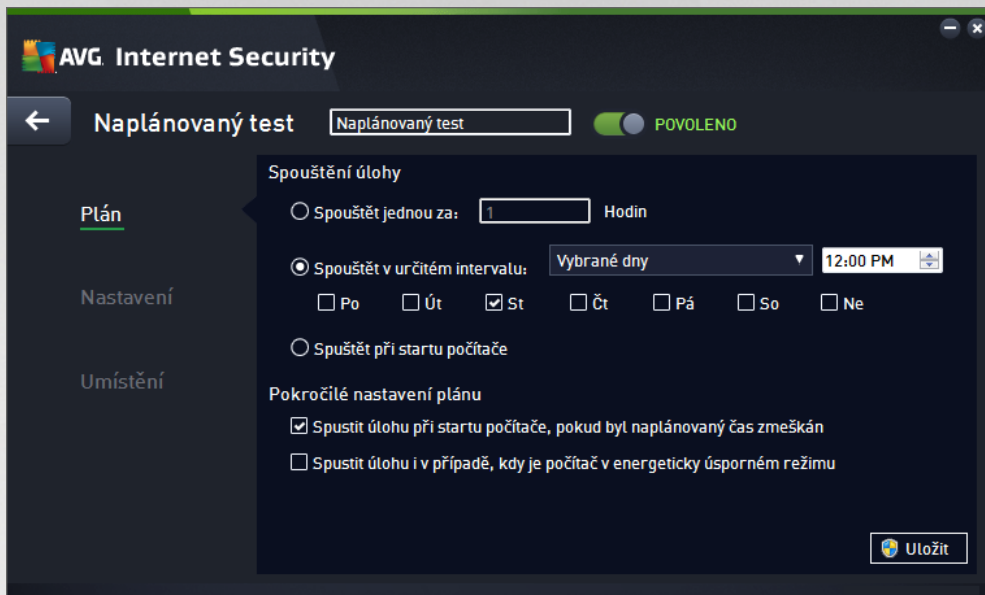 AVG. Internet Security
Naplánovaný test Naplánovaný test POVOLENO
Plán
Nastavení
Umístění
Spouštění úlohy
Spouštět jednou za: 1 Hodin
Spouštět v určitém intervalu: Vybrané dny 12:00 PM
Po Út St Čt Pá So Ne
Spuštět při startu počítače
Pokročilé nastavení plánu
Spustit úlohu při startu počítače, pokud byl naplánovaný čas zmeškán
Spustit úlohu i v případě, kdy je počítač v energeticky úsporném režimu
Uložit